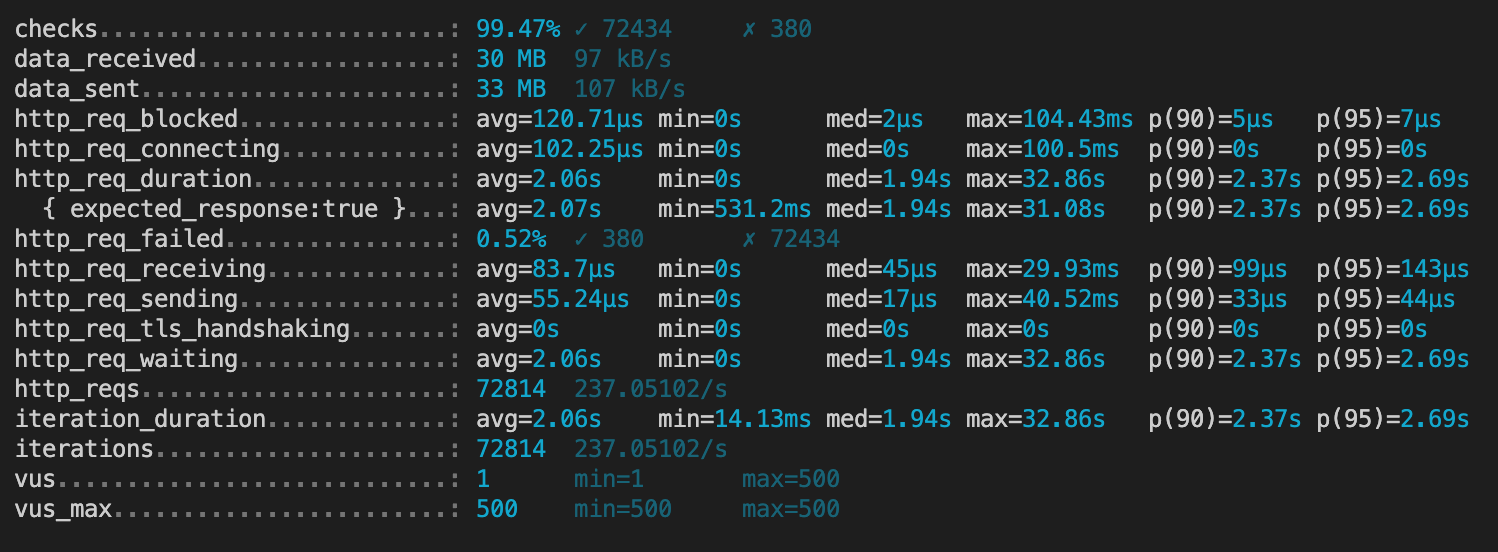 checks.........................: 99.47% ✓ 72434     ✗ 380
data_received..................: 30 MB  97 kB/s
data_sent......................: 33 MB  107 kB/s
http_req_blocked...............: avg=120.71µs min=0s      med=2µs   max=104.43ms p(90)=5µs   p(95)=7µs
http_req_connecting............: avg=102.25µs min=0s      med=0s    max=100.5ms  p(90)=0s    p(95)=0s
http_req_duration..............: avg=2.06s    min=0s      med=1.94s max=32.86s   p(90)=2.37s p(95)=2.69s
  { expected_response:true }...: avg=2.07s    min=531.2ms med=1.94s max=31.08s   p(90)=2.37s p(95)=2.69s
http_req_failed................: 0.52%  ✓ 380       ✗ 72434
http_req_receiving.............: avg=83.7µs   min=0s      med=45µs  max=29.93ms  p(90)=99µs  p(95)=143µs
http_req_sending...............: avg=55.24µs  min=0s      med=17µs  max=40.52ms  p(90)=33µs  p(95)=44µs
http_req_tls_handshaking.......: avg=0s       min=0s      med=0s    max=0s       p(90)=0s    p(95)=0s
http_req_waiting...............: avg=2.06s    min=0s      med=1.94s max=32.86s   p(90)=2.37s p(95)=2.69s
http_reqs......................: 72814  237.05102/s
iteration_duration.............: avg=2.06s    min=14.13ms med=1.94s max=32.86s   p(90)=2.37s p(95)=2.69s
iterations.....................: 72814  237.05102/s
vus............................: 1      min=1       max=500
vus_max........................: 500    min=500     max=500